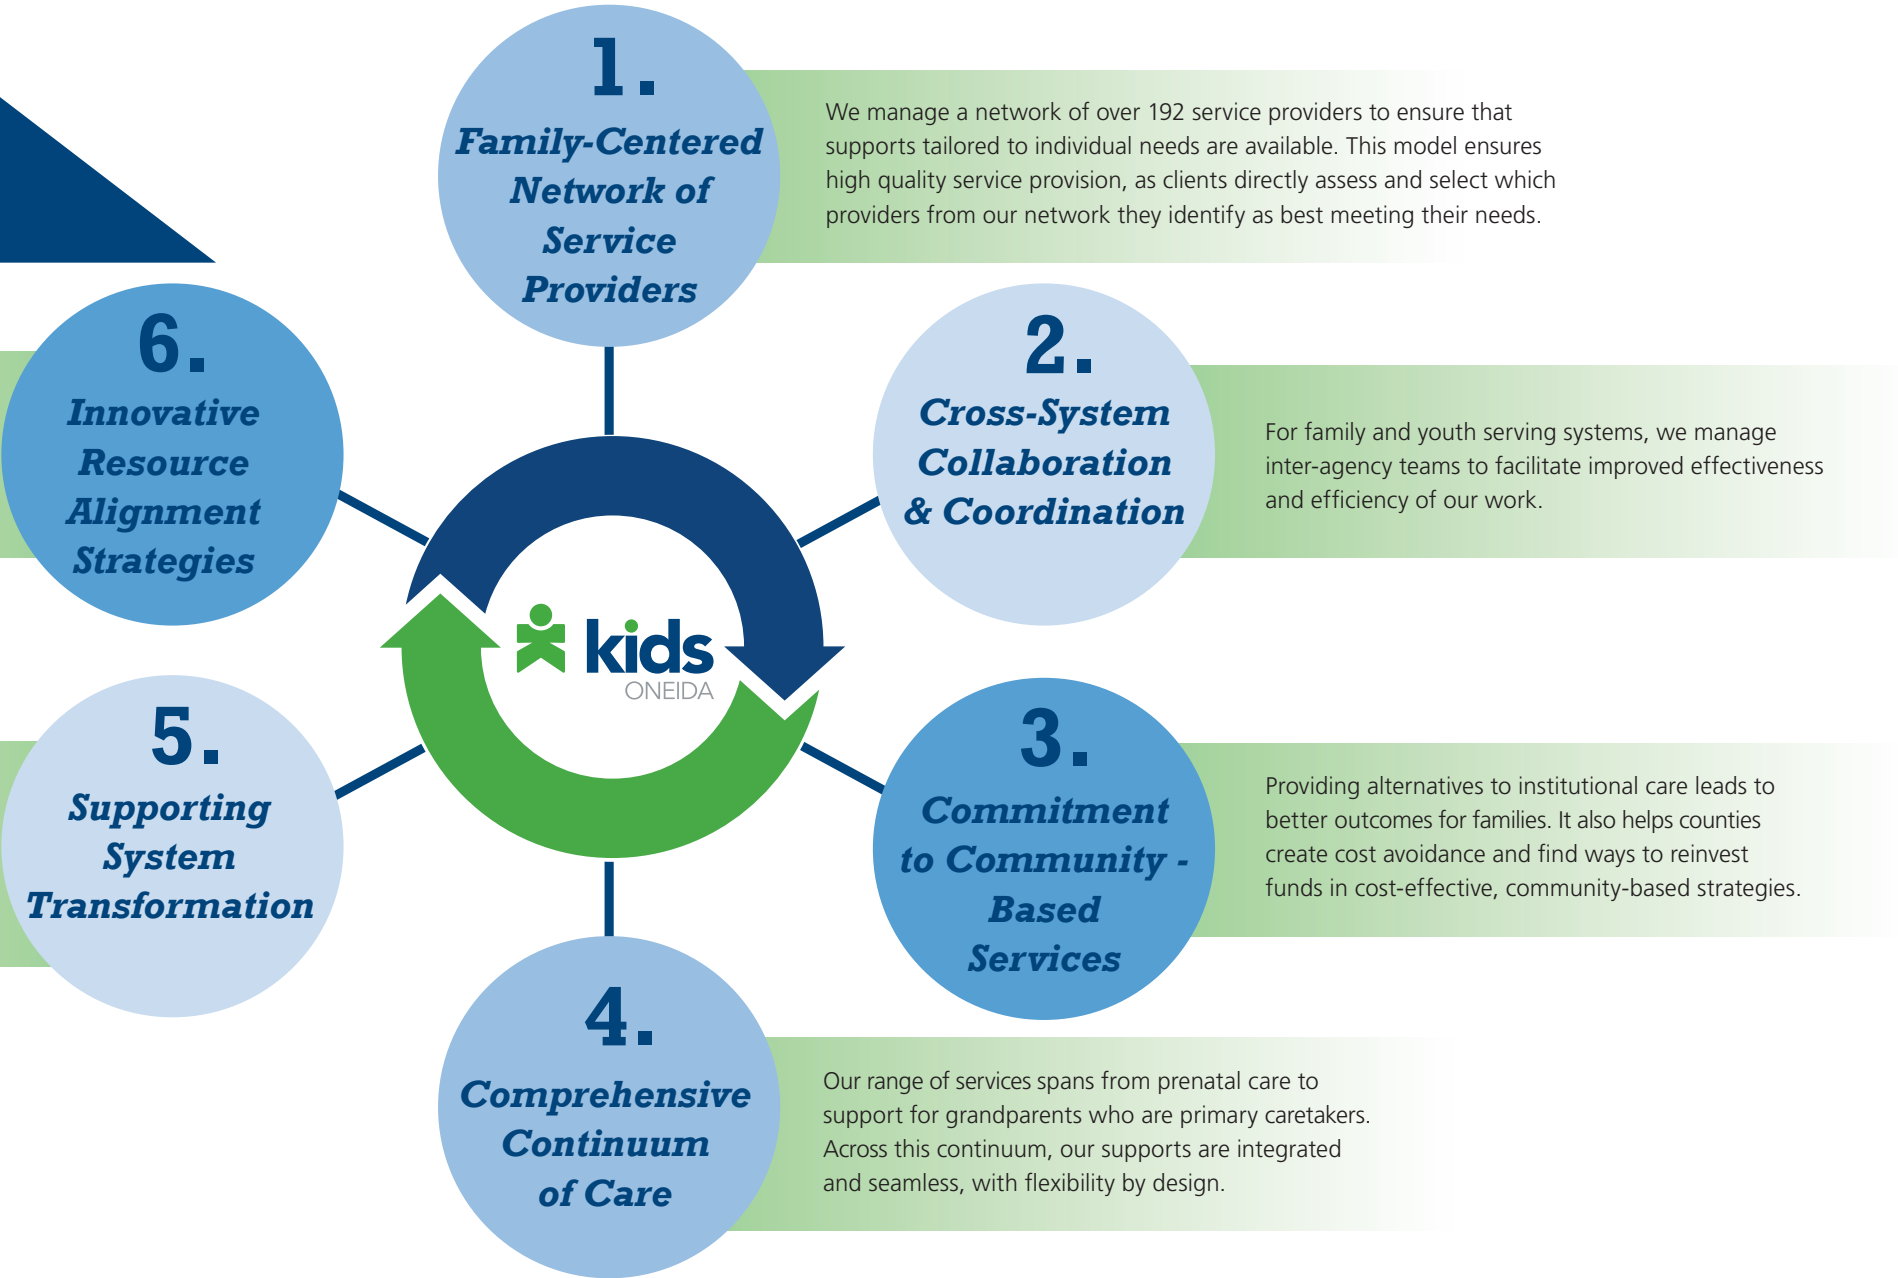 1.
Family-Centered
Network of
Service
Providers
We manage a network of over 192 service providers to ensure that
supports tailored to individual needs are available. This model ensures
high quality service provision, as clients directly assess and select which
providers from our network they identify as best meeting their needs.
2.
Cross-System
Collaboration
& Coordination
For family and youth serving systems, we manage
inter-agency teams to facilitate improved effectiveness
and efficiency of our work.
3.
Commitment
to Community -
Based
Services
Providing alternatives to institutional care leads to
better outcomes for families. It also helps counties
create cost avoidance and find ways to reinvest
funds in cost-effective, community-based strategies.
4.
Comprehensive
Continuum
of Care
Our range of services spans from prenatal care to
support for grandparents who are primary caretakers.
Across this continuum, our supports are integrated
and seamless, with flexibility by design.
5.
Supporting
System
Transformation
6.
Innovative
Resource
Alignment
Strategies
kids
ONEIDA